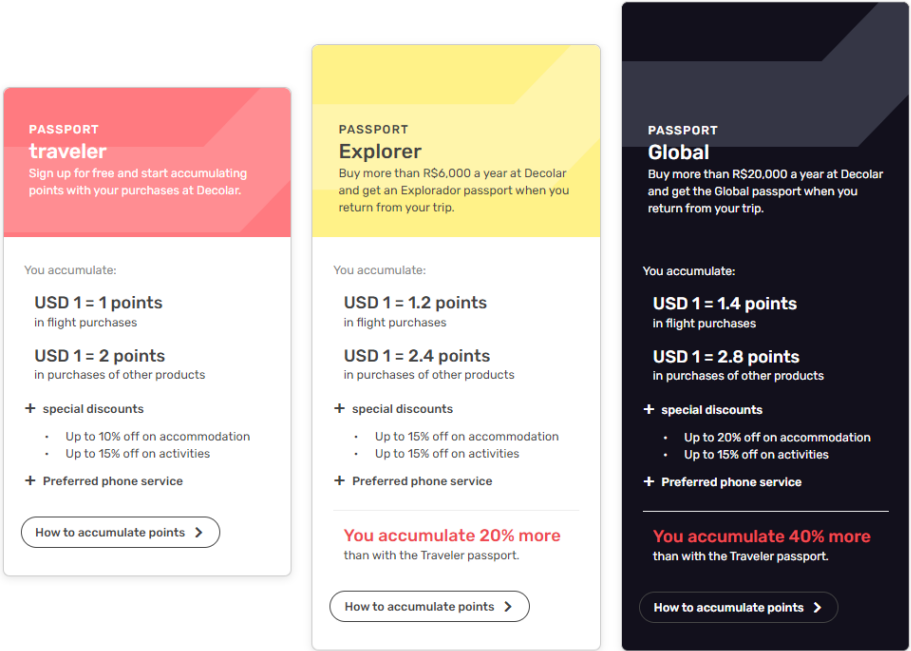 PASSPORT
traveler
Sign up for free and start accumulating
points with your purchases at Decolar.
You accumulate:
USD 1 = 1 points
in flight purchases
USD 1 = 2 points
in purchases of other products
+ special discounts
• Up to 10% off on accommodation
• Up to 15% off on activities
+ Preferred phone service
How to accumulate points >
PASSPORT
Explorer
Buy more than R$6,000 a year at Decolar
and get an Explorador passport when you
return from your trip.
You accumulate:
USD 1 = 1.2 points
in flight purchases
USD 1 = 2.4 points
in purchases of other products
+ special discounts
• Up to 15% off on accommodation
• Up to 15% off on activities
+ Preferred phone service
You accumulate 20% more
than with the Traveler passport.
How to accumulate points >
PASSPORT
Global
Buy more than R$20,000 a year at Decolar
and get the Global passport when you
return from your trip.
You accumulate:
USD 1 = 1.4 points
in flight purchases
USD 1 = 2.8 points
in purchases of other products
+ special discounts
• Up to 20% off on accommodation
• Up to 15% off on activities
+ Preferred phone service
You accumulate 40% more
than with the Traveler passport.
How to accumulate points >